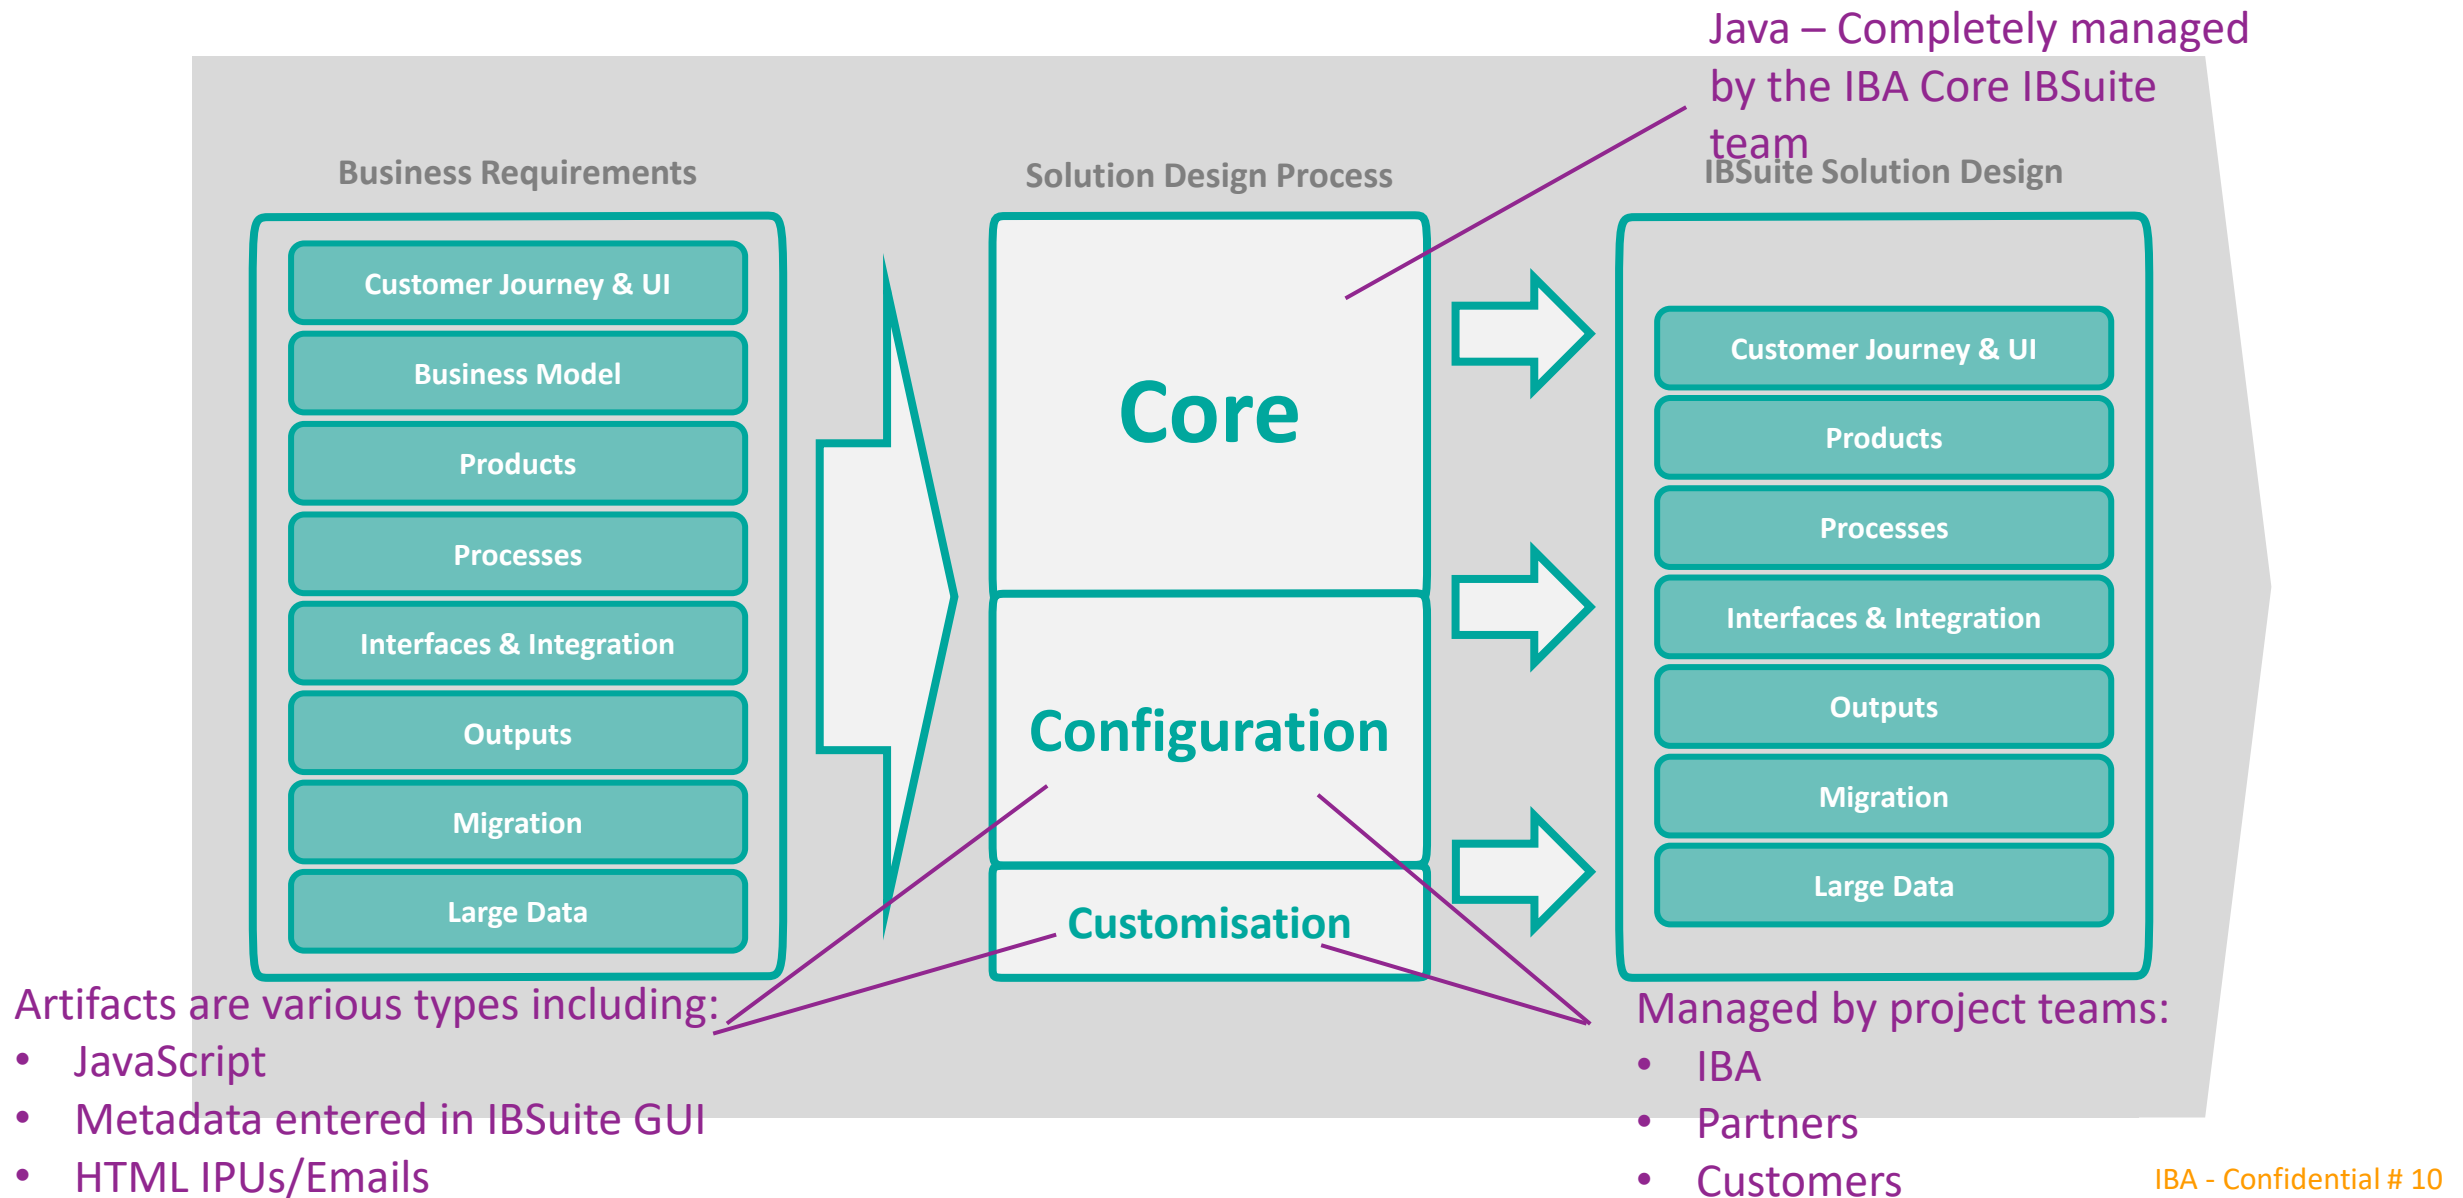 Java – Completely managed
by the IBA Core IBSuite
team
Business Requirements
Customer Journey & UI
Business Model
Products
Processes
Interfaces & Integration
Outputs
Migration
Large Data
Solution Design Process
Core
Configuration
Customisation
IBSuite Solution Design
Customer Journey & UI
Products
Processes
Interfaces & Integration
Outputs
Migration
Large Data
Artifacts are various types including:
• JavaScript
• Metadata entered in IBSuite GUI
• HTML IPUs/Emails
Managed by project teams:
• IBA
• Partners
• Customers
IBA - Confidential # 10